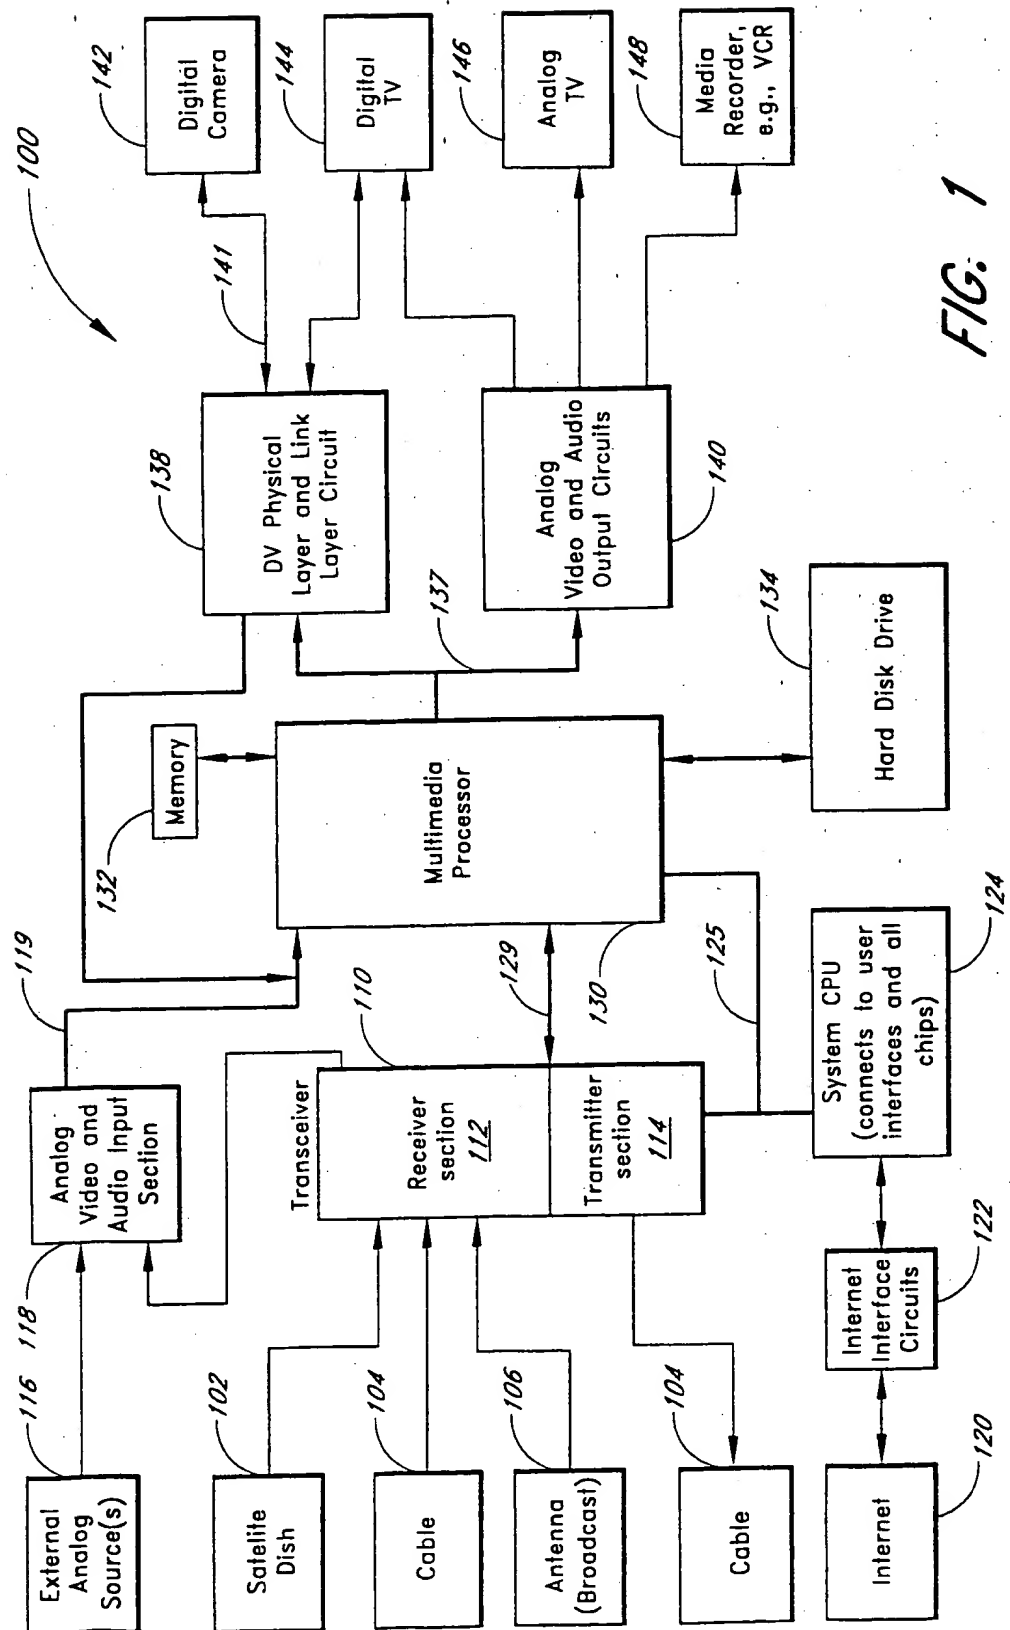 100
External
Analog
Source(s)
116
Analog
Video and
Audio Input
Section
118
119
Satelite
Dish
102
Cable
104
Antenna
(Broadcast)
106
Cable
104
Internet
120
Internet
Interface
Circuits
122
System CPU
(connects to user
interfaces and all
chips)
124
125
Transceiver
110
Receiver
section
112
Transmitter
section
114
129
Multimedia
Processor
130
Memory
132
Hard Disk Drive
134
137
DV Physical
Layer and Link
Layer Circuit
138
Analog
Video and Audio
Output Circuits
140
141
Digital
Camera
142
Digital
TV
144
Analog
TV
146
Media
Recorder,
e.g., VCR
148
FIG. 1